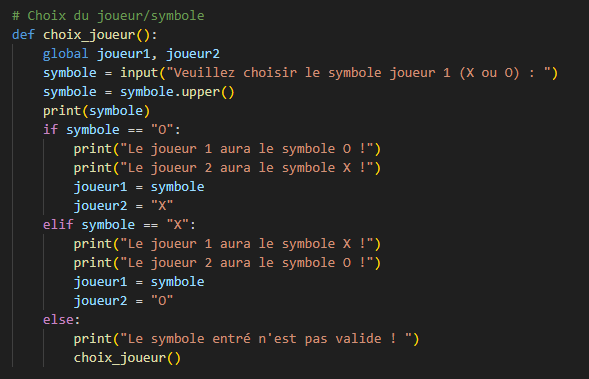 # Choix du joueur/symbole
def choix_joueur():
    global joueur1, joueur2
    symbole = input("Veuillez choisir le symbole joueur 1 (X ou O) : ")
    symbole = symbole.upper()
    print(symbole)
    if symbole == "O":
        print("Le joueur 1 aura le symbole O !")
        print("Le joueur 2 aura le symbole X !")
        joueur1 = symbole
        joueur2 = "X"
    elif symbole == "X":
        print("Le joueur 1 aura le symbole X !")
        print("Le joueur 2 aura le symbole O !")
        joueur1 = symbole
        joueur2 = "O"
    else:
        print("Le symbole entré n'est pas valide ! ")
        choix_joueur()